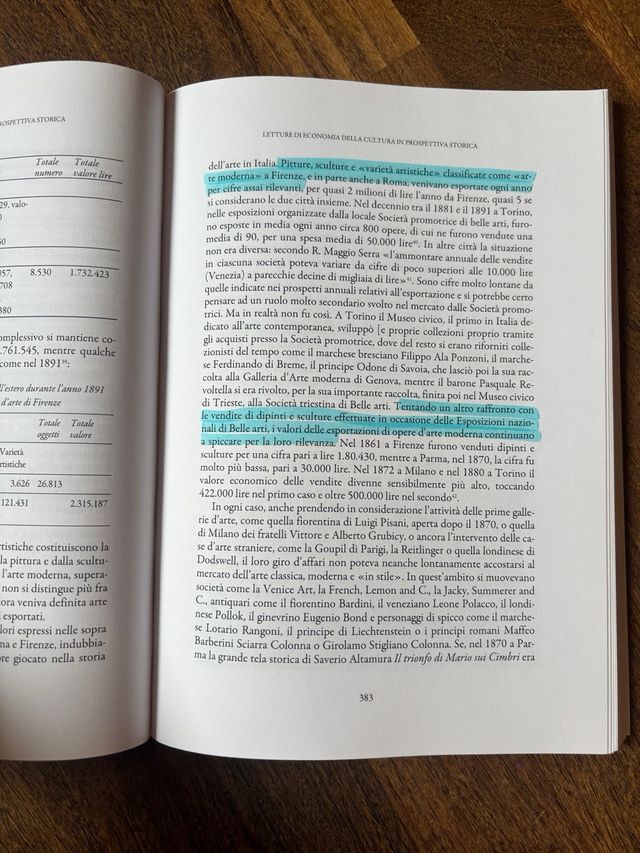 ROSPETTIVA STORICA
Totale Totale
numero valore lire
29, valo-
0
60
057, 8.530 1.732.423
708
380
omplessivo si mantiene co-
.761.545, mentre qualche
come nel 1891³⁹:
ll'estero durante l'anno 1891
d'arte di Firenze
Totale Totale
oggetti valore
Varietà
rtistiche
3.626 26.813
121.431 2.315.187
rtistiche costituiscono la
la pittura e dalla scultu-
l'arte moderna, supera-
non si distingue più fra
lora veniva definita arte
esportati.
lori espressi nelle sopra
na e Firenze, indubbia-
re giocato nella storia
LETTURE DI ECONOMIA DELLA CULTURA IN PROSPETTIVA STORICA
dell'arte in Italia. Pitture, sculture e «varietà artistiche» classificate come «ar-
te moderna» a Firenze, e in parte anche a Roma, venivano esportate ogni anno
per cifre assai rilevanti, per quasi 2 milioni di lire l'anno da Firenze, quasi 5 se
si considerano le due città insieme. Nel decennio tra il 1881 e il 1891 a Torino,
nelle esposizioni organizzate dalla locale Società promotrice di belle arti, furo-
no esposte in media ogni anno circa 800 opere, di cui ne furono vendute una
media di 90, per una spesa media di 50.000 lire⁴⁰. In altre città la situazione
non era diversa: secondo R. Maggio Serra «l'ammontare annuale delle vendite
in ciascuna società poteva variare da cifre di poco superiori alle 10.000 lire
(Venezia) a parecchie decine di migliaia di lire»⁴¹. Sono cifre molto lontane da
quelle indicate nei prospetti annuali relativi all'esportazione e si potrebbe certo
pensare ad un ruolo molto secondario svolto nel mercato dalle Società promo-
trici. Ma in realtà non fu così. A Torino il Museo civico, il primo in Italia de-
dicato all'arte contemporanea, sviluppò [e proprie collezioni proprio tramite
gli acquisti presso la Società promotrice, dove del resto si erano riforniti colle-
zionisti del tempo come il marchese bresciano Filippo Ala Ponzoni, il marche-
se Ferdinando di Breme, il principe Odone di Savoia, che lasciò poi la sua rac-
colta alla Galleria d'Arte moderna di Genova, mentre il barone Pasquale Re-
voltella si era rivolto, per la sua importante raccolta, finita poi nel Museo civico
di Trieste, alla Società triestina di Belle arti. Tentando un altro raffronto con
le vendite di dipinti e sculture effettuate in occasione delle Esposizioni nazio-
nali di Belle arti, i valori delle esportazioni di opere d'arte moderna continuano
a spiccare per la loro rilevanza. Nel 1861 a Firenze furono venduti dipinti e
sculture per una cifra pari a lire 1.80.430, mentre a Parma, nel 1870, la cifra fu
molto più bassa, pari a 30.000 lire. Nel 1872 a Milano e nel 1880 a Torino il
valore economico delle vendite divenne sensibilmente più alto, toccando
422.000 lire nel primo caso e oltre 500.000 lire nel secondo⁴².
In ogni caso, anche prendendo in considerazione l'attività delle prime galle-
rie d'arte, come quella fiorentina di Luigi Pisani, aperta dopo il 1870, o quella
di Milano dei fratelli Vittore e Alberto Grubicy, o ancora l'intervento delle ca-
se d'arte straniere, come la Goupil di Parigi, la Reitlinger o quella londinese di
Dodswell, il loro giro d'affari non poteva neanche lontanamente accostarsi al
mercato dell'arte classica, moderna e «in stile». In quest'ambito si muovevano
società come la Venice Art, la French, Lemon and C., la Jacky, Summerer and
C., antiquari come il fiorentino Bardini, il veneziano Leone Polacco, il londi-
nese Pollok, il ginevrino Eugenio Bond e personaggi di spicco come il marche-
se Lotario Rangoni, il principe di Liechtenstein o i principi romani Maffeo
Barberini Sciarra Colonna o Girolamo Stigliano Colonna. Se, nel 1870 a Par-
ma la grande tela storica di Saverio Altamura Il trionfo di Mario sui Cimbri era
383